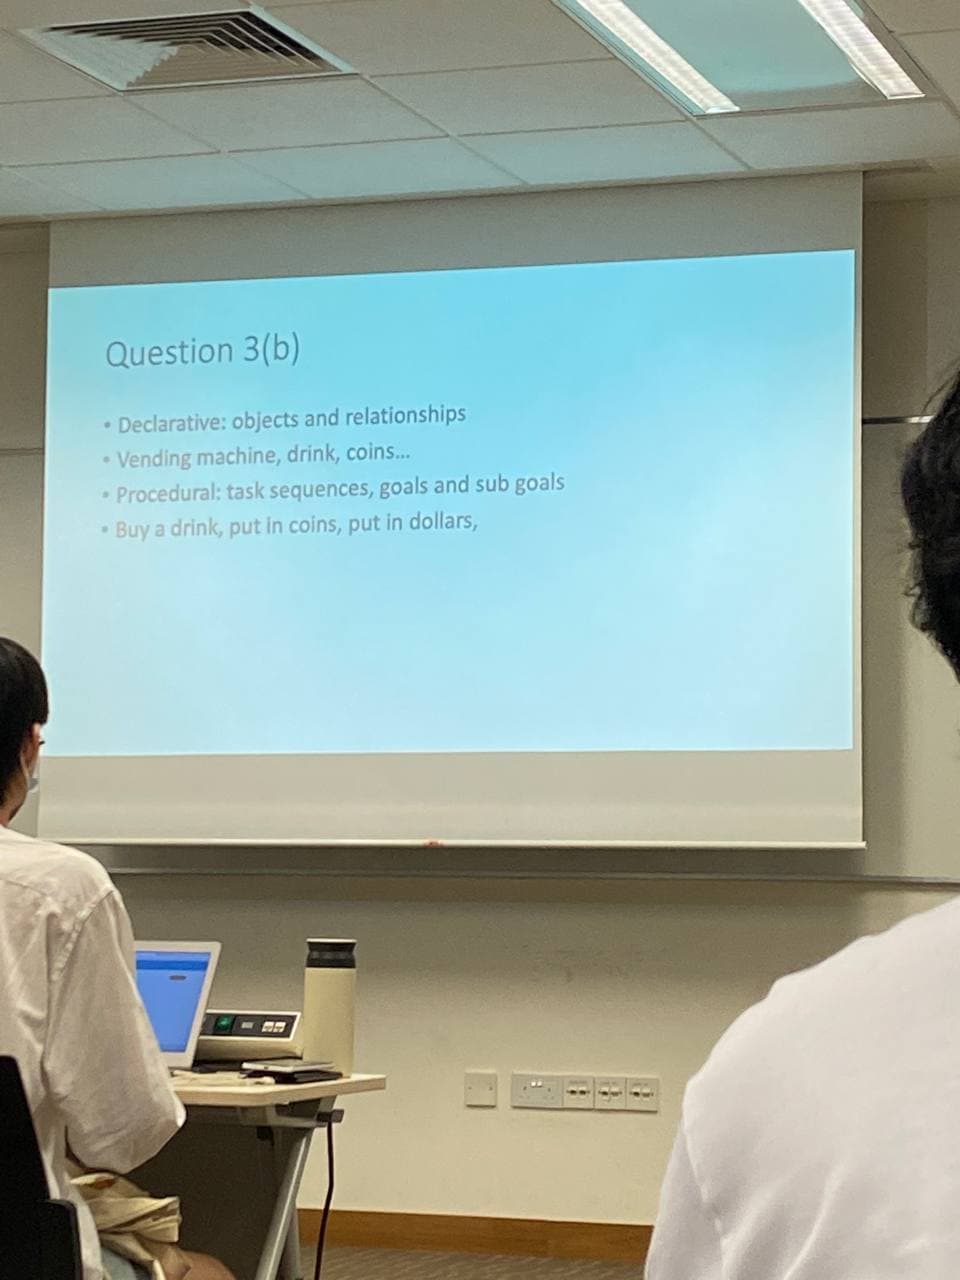 Question 3(b)
• Declarative: objects and relationships
• Vending machine, drink, coins...
• Procedural: task sequences, goals and sub goals
• Buy a drink, put in coins, put in dollars,